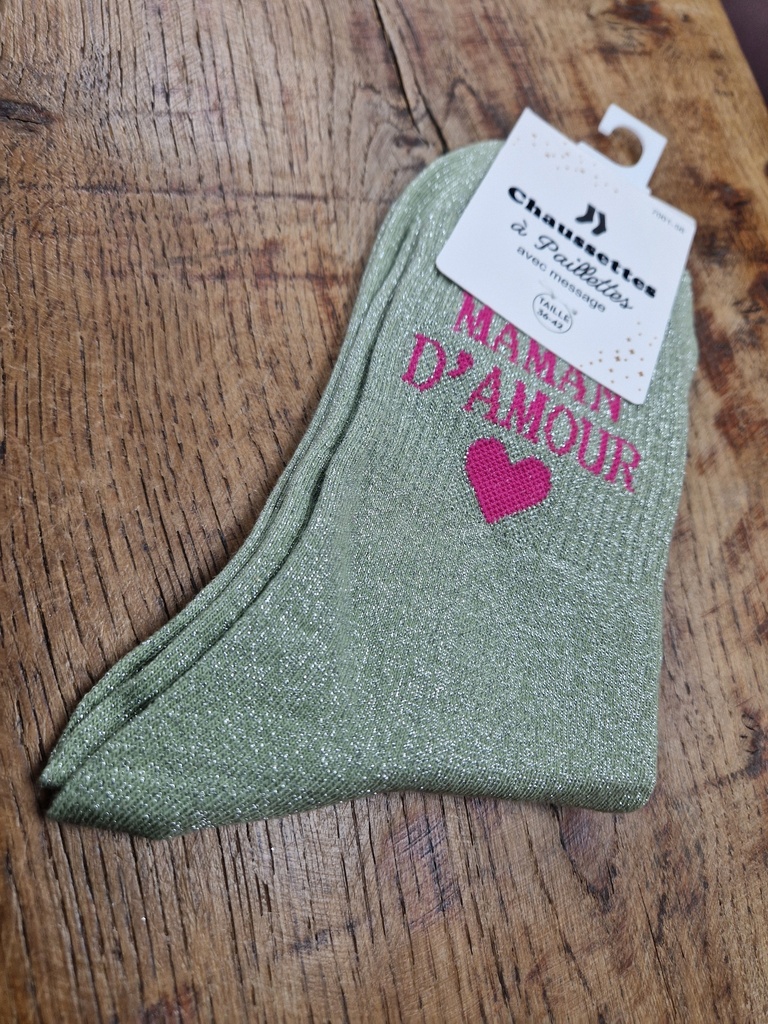 Chaussettes
à Paillettes
avec message
TAILLE
36-42
MAMAN
D'AMOUR